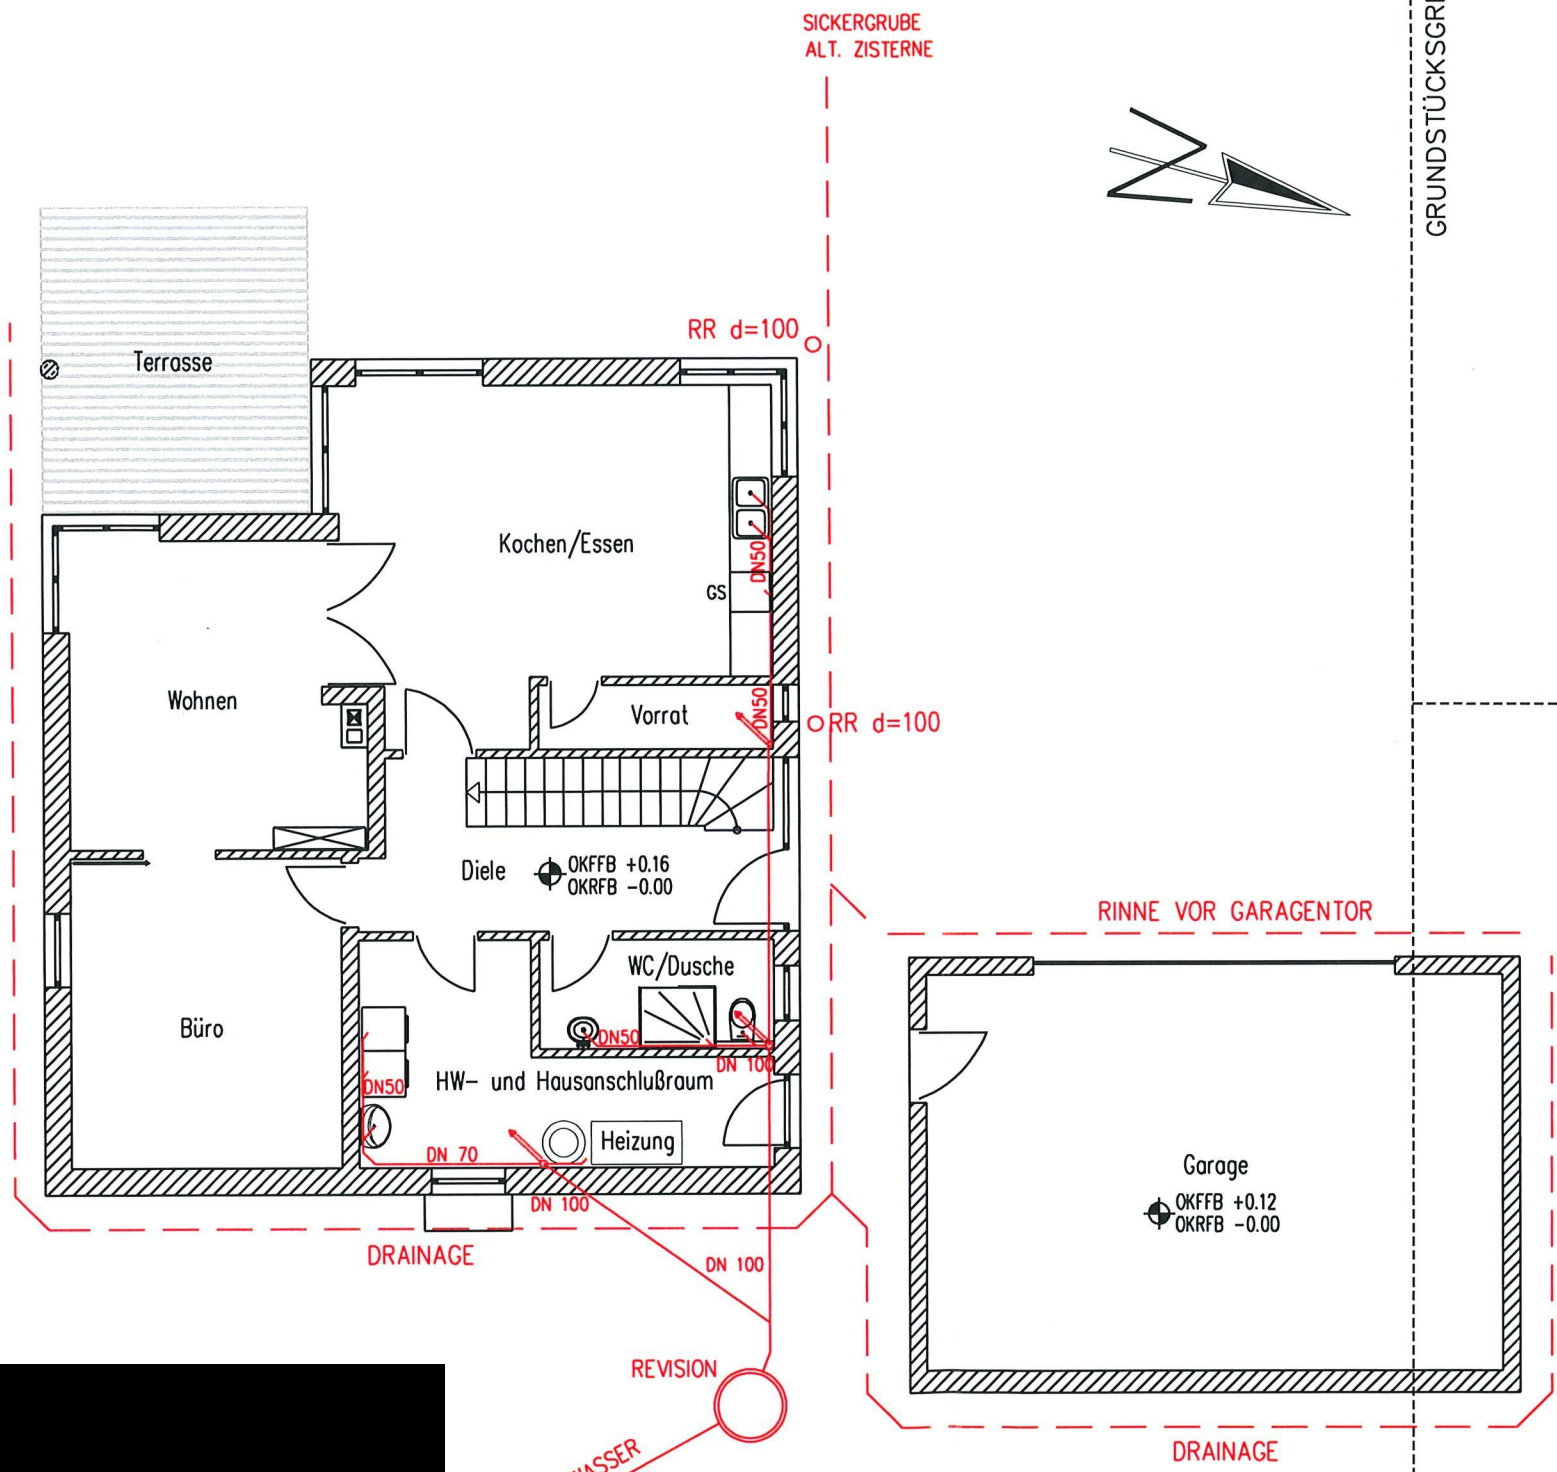 SICKERGRUBE
ALT. ZISTERNE
N
RR d=100
Terrasse
Kochen/Essen
DN50
GS
Wohnen
DN50
Vorrat
RR d=100
Diele
OKFFB +0.16
OKRFB -0.00
RINNE VOR GARAGENTOR
WC/Dusche
Büro
DN50
DN 100
HW- und Hausanschlußraum
DN50
Heizung
DN 70
DN 100
Garage
OKFFB +0.12
OKRFB -0.00
DRAINAGE
DN 100
REVISION
DRAINAGE